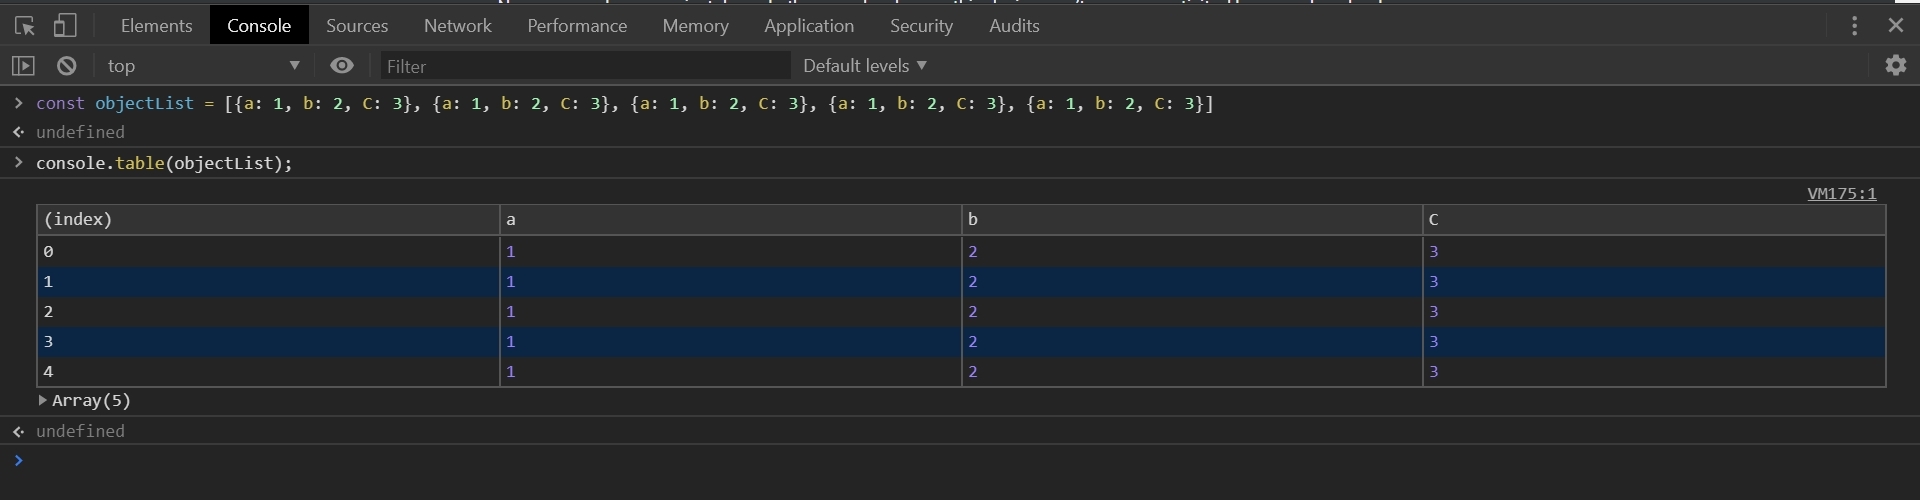 Elements Console Sources Network Performance Memory Application Security Audits
top Filter Default levels
const objectList = [{a: 1, b: 2, C: 3}, {a: 1, b: 2, C: 3}, {a: 1, b: 2, C: 3}, {a: 1, b: 2, C: 3}, {a: 1, b: 2, C: 3}]
undefined
console.table(objectList);
VM175:1
(index) a b C
0 1 2 3
1 1 2 3
2 1 2 3
3 1 2 3
4 1 2 3
Array(5)
undefined